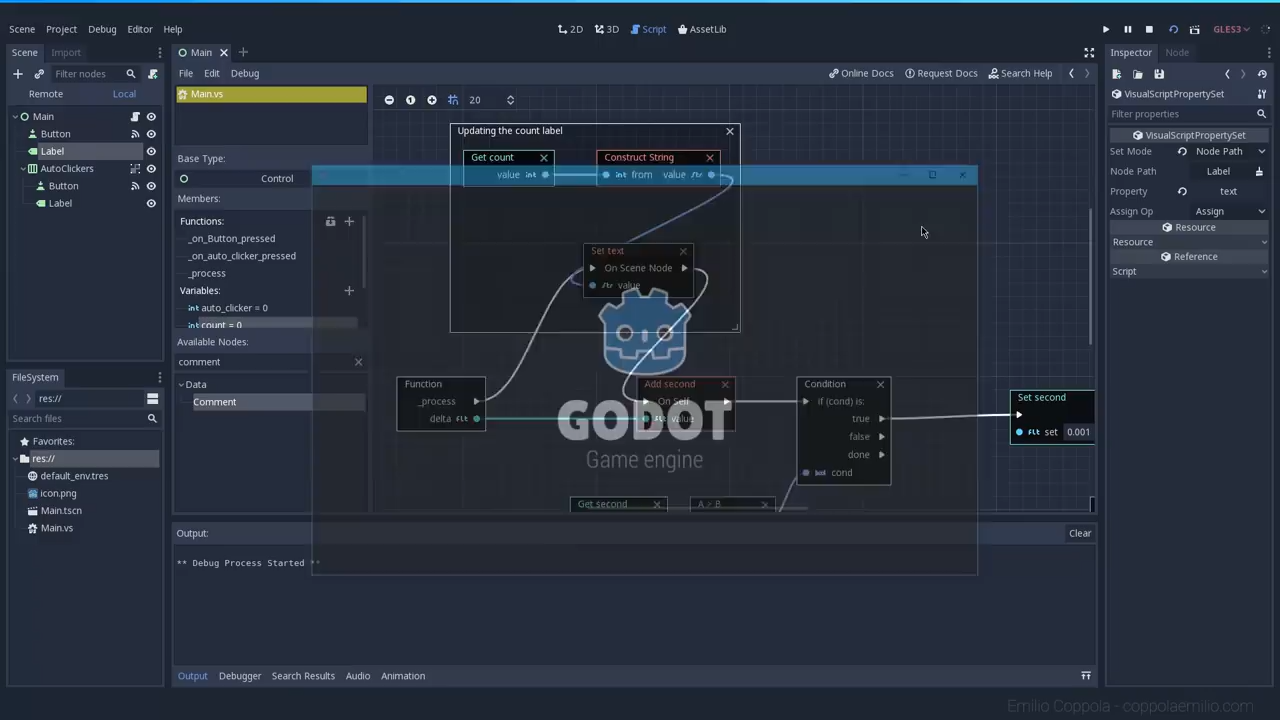 Scene Project Debug Editor Help
2D 3D Script AssetLib
GLES3
Scene Import
Filter nodes
Remote Local
Main
Button
Label
AutoClickers
Button
Label
FileSystem
res://
Search files
Favorites:
res://
default_env.tres
icon.png
Main.tscn
Main.vs
Main
File Edit Debug
Online Docs Request Docs Search Help
Main.vs
Base Type:
Control
Members:
Functions:
_on_Button_pressed
_on_auto_clicker_pressed
_process
Variables:
int auto_clicker = 0
int count = 0
Available Nodes:
comment
Data
Comment
20
Updating the count label
Get count
value int
Construct String
int from value Str
Set text
On Scene Node
Str value
Function
_process
delta Flt
Add second
On Self
Flt value
Condition
if (cond) is:
true
false
done
bool cond
Set second
Flt set 0.001
Get second
A > B
GODOT
Game engine
Output:
Clear
** Debug Process Started **
Output Debugger Search Results Audio Animation
Inspector Node
VisualScriptPropertySet
Filter properties
VisualScriptPropertySet
Set Mode Node Path
Node Path Label
Property text
Assign Op Assign
Resource
Resource
Reference
Script
Emilio Coppola - coppolaemilio.com